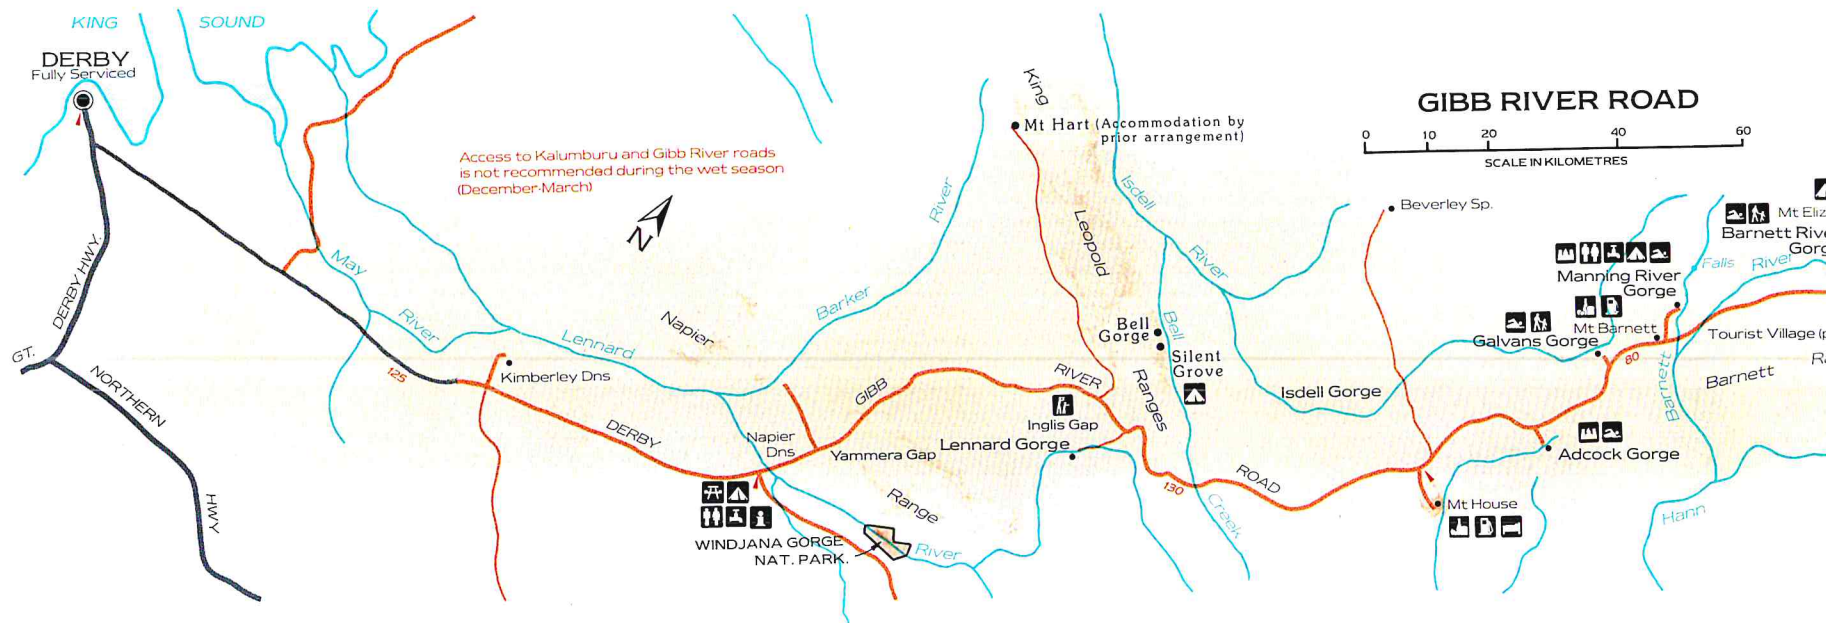 KING SOUND
DERBY
Fully Serviced
GIBB RIVER ROAD
0 10 20 40 60
SCALE IN KILOMETRES
King
Mt Hart (Accommodation by
prior arrangement)
Access to Kalumburu and Gibb River roads
is not recommended during the wet season
(December-March)
N
Isdell
River
Leopold
Ranges
Beverley Sp.
Mt Eliz
Barnett Rive
Gorg
Falls River
Manning River
Gorge
Mt Barnett
Galvans Gorge
Tourist Village (p
R
80
Barnett
Barnett
DERBY HWY.
May
River
Barker
River
Napier
Lennard
Bell
Gorge
Bell
Silent
Grove
GT.
NORTHERN
HWY
125
Kimberley Dns
GIBB
RIVER
Inglis Gap
Isdell Gorge
DERBY
Napier
Dns
Yammera Gap
Lennard Gorge
Adcock Gorge
130
ROAD
Range
Creek
Mt House
Hann
WINDJANA GORGE
NAT. PARK.
River